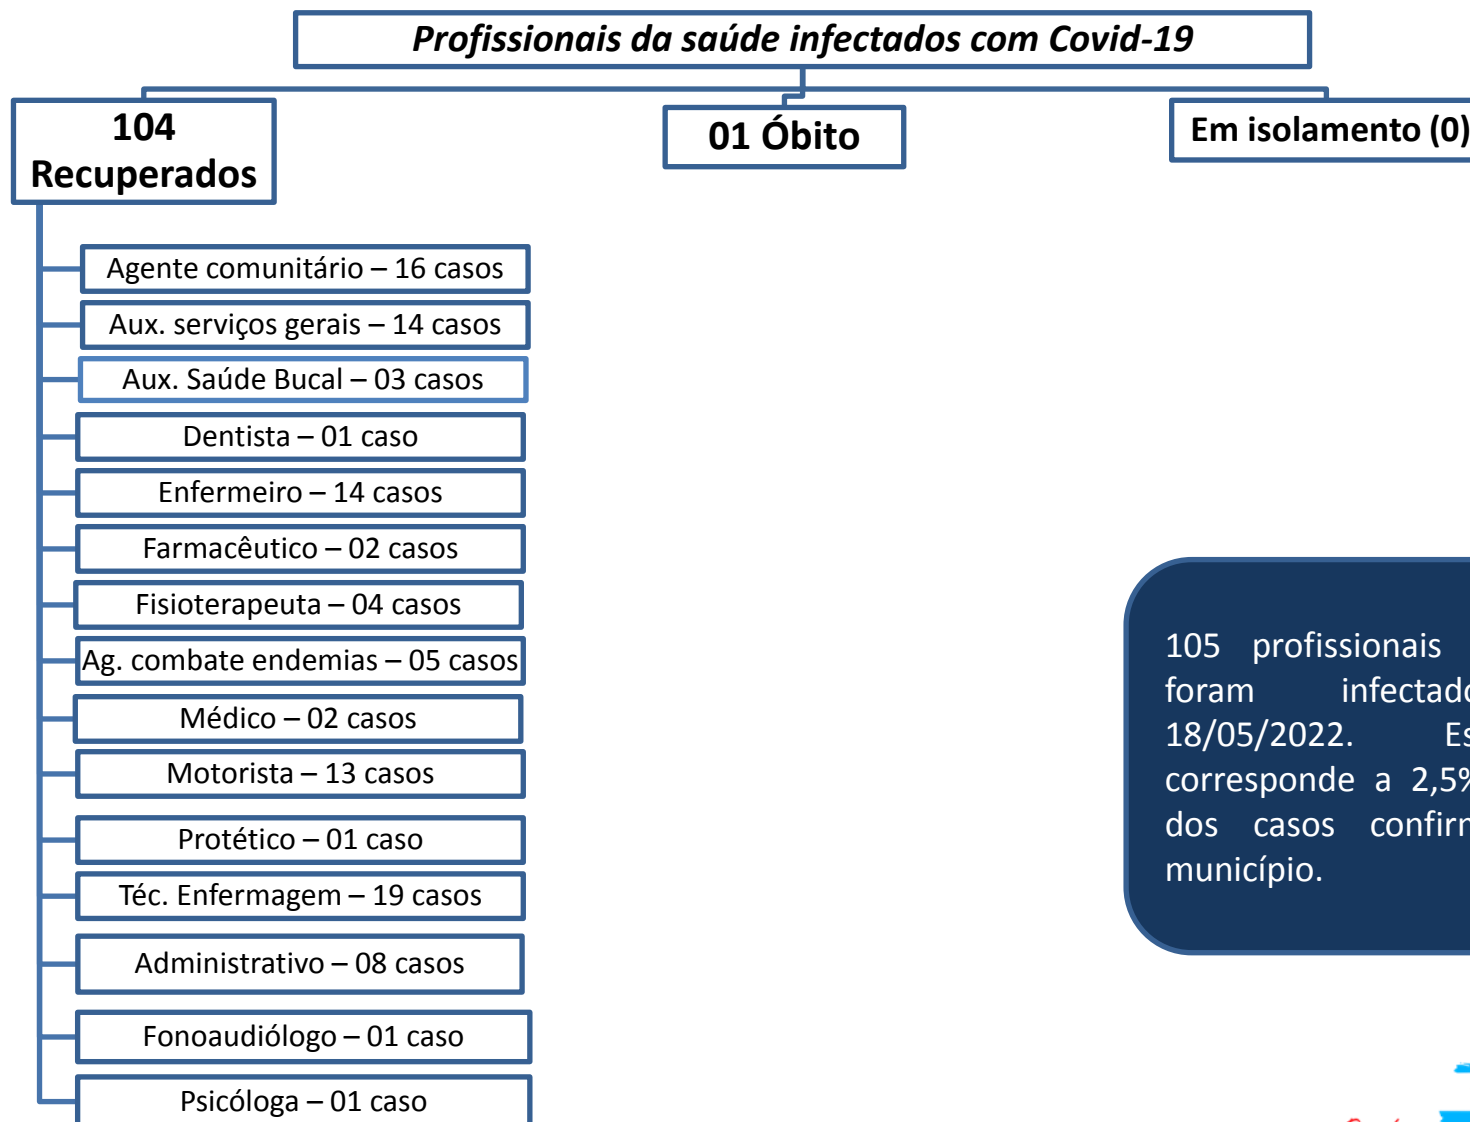 Profissionais da saúde infectados com Covid-19
104
Recuperados
01 Óbito
Em isolamento (0)
Agente comunitário – 16 casos
Aux. serviços gerais – 14 casos
Aux. Saúde Bucal – 03 casos
Dentista – 01 caso
Enfermeiro – 14 casos
Farmacêutico – 02 casos
Fisioterapeuta – 04 casos
Ag. combate endemias – 05 casos
Médico – 02 casos
Motorista – 13 casos
Protético – 01 caso
Téc. Enfermagem – 19 casos
Administrativo – 08 casos
Fonoaudiólogo – 01 caso
Psicóloga – 01 caso
105 profissionais
foram
18/05/2022.
corresponde a 2,5%
dos casos
município.